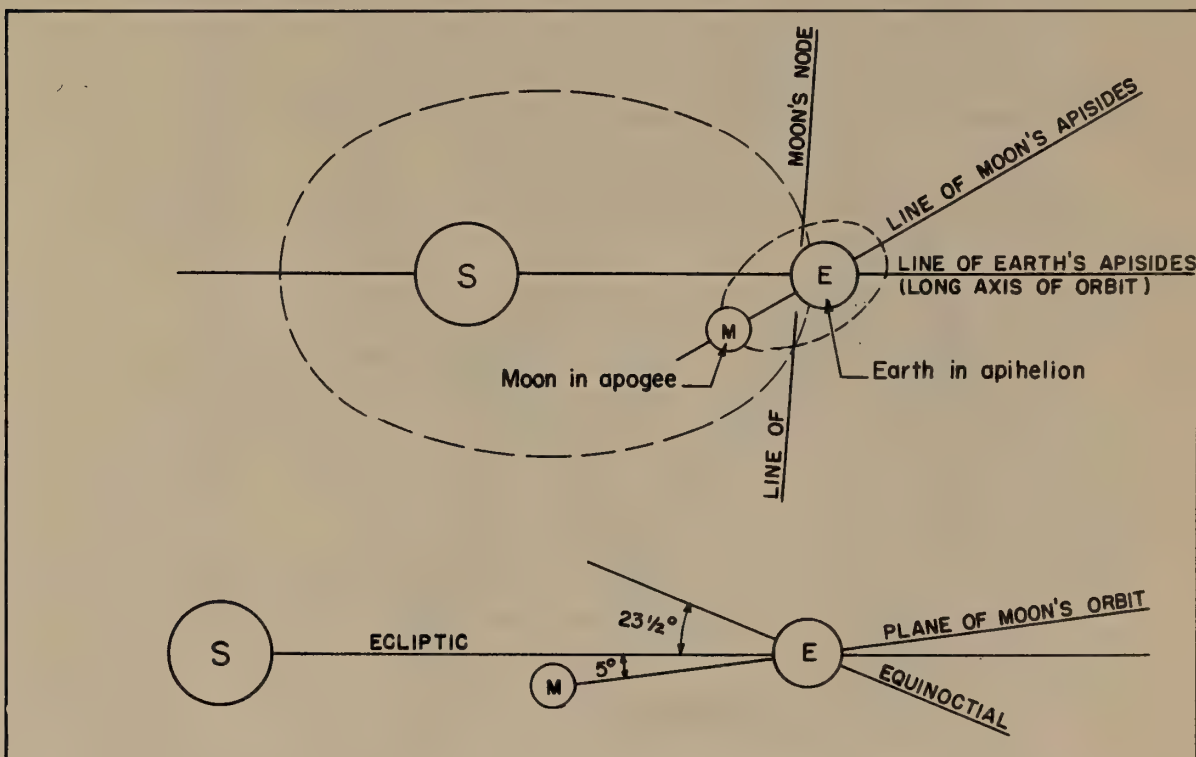 MOON'S NODE
LINE OF MOON'S APISIDES
S
E
LINE OF EARTH'S APISIDES
(LONG AXIS OF ORBIT)
M
Moon in apogee
Earth in apihelion
LINE OF
23½°
PLANE OF MOON'S ORBIT
S
ECLIPTIC
E
5°
M
EQUINOCTIAL